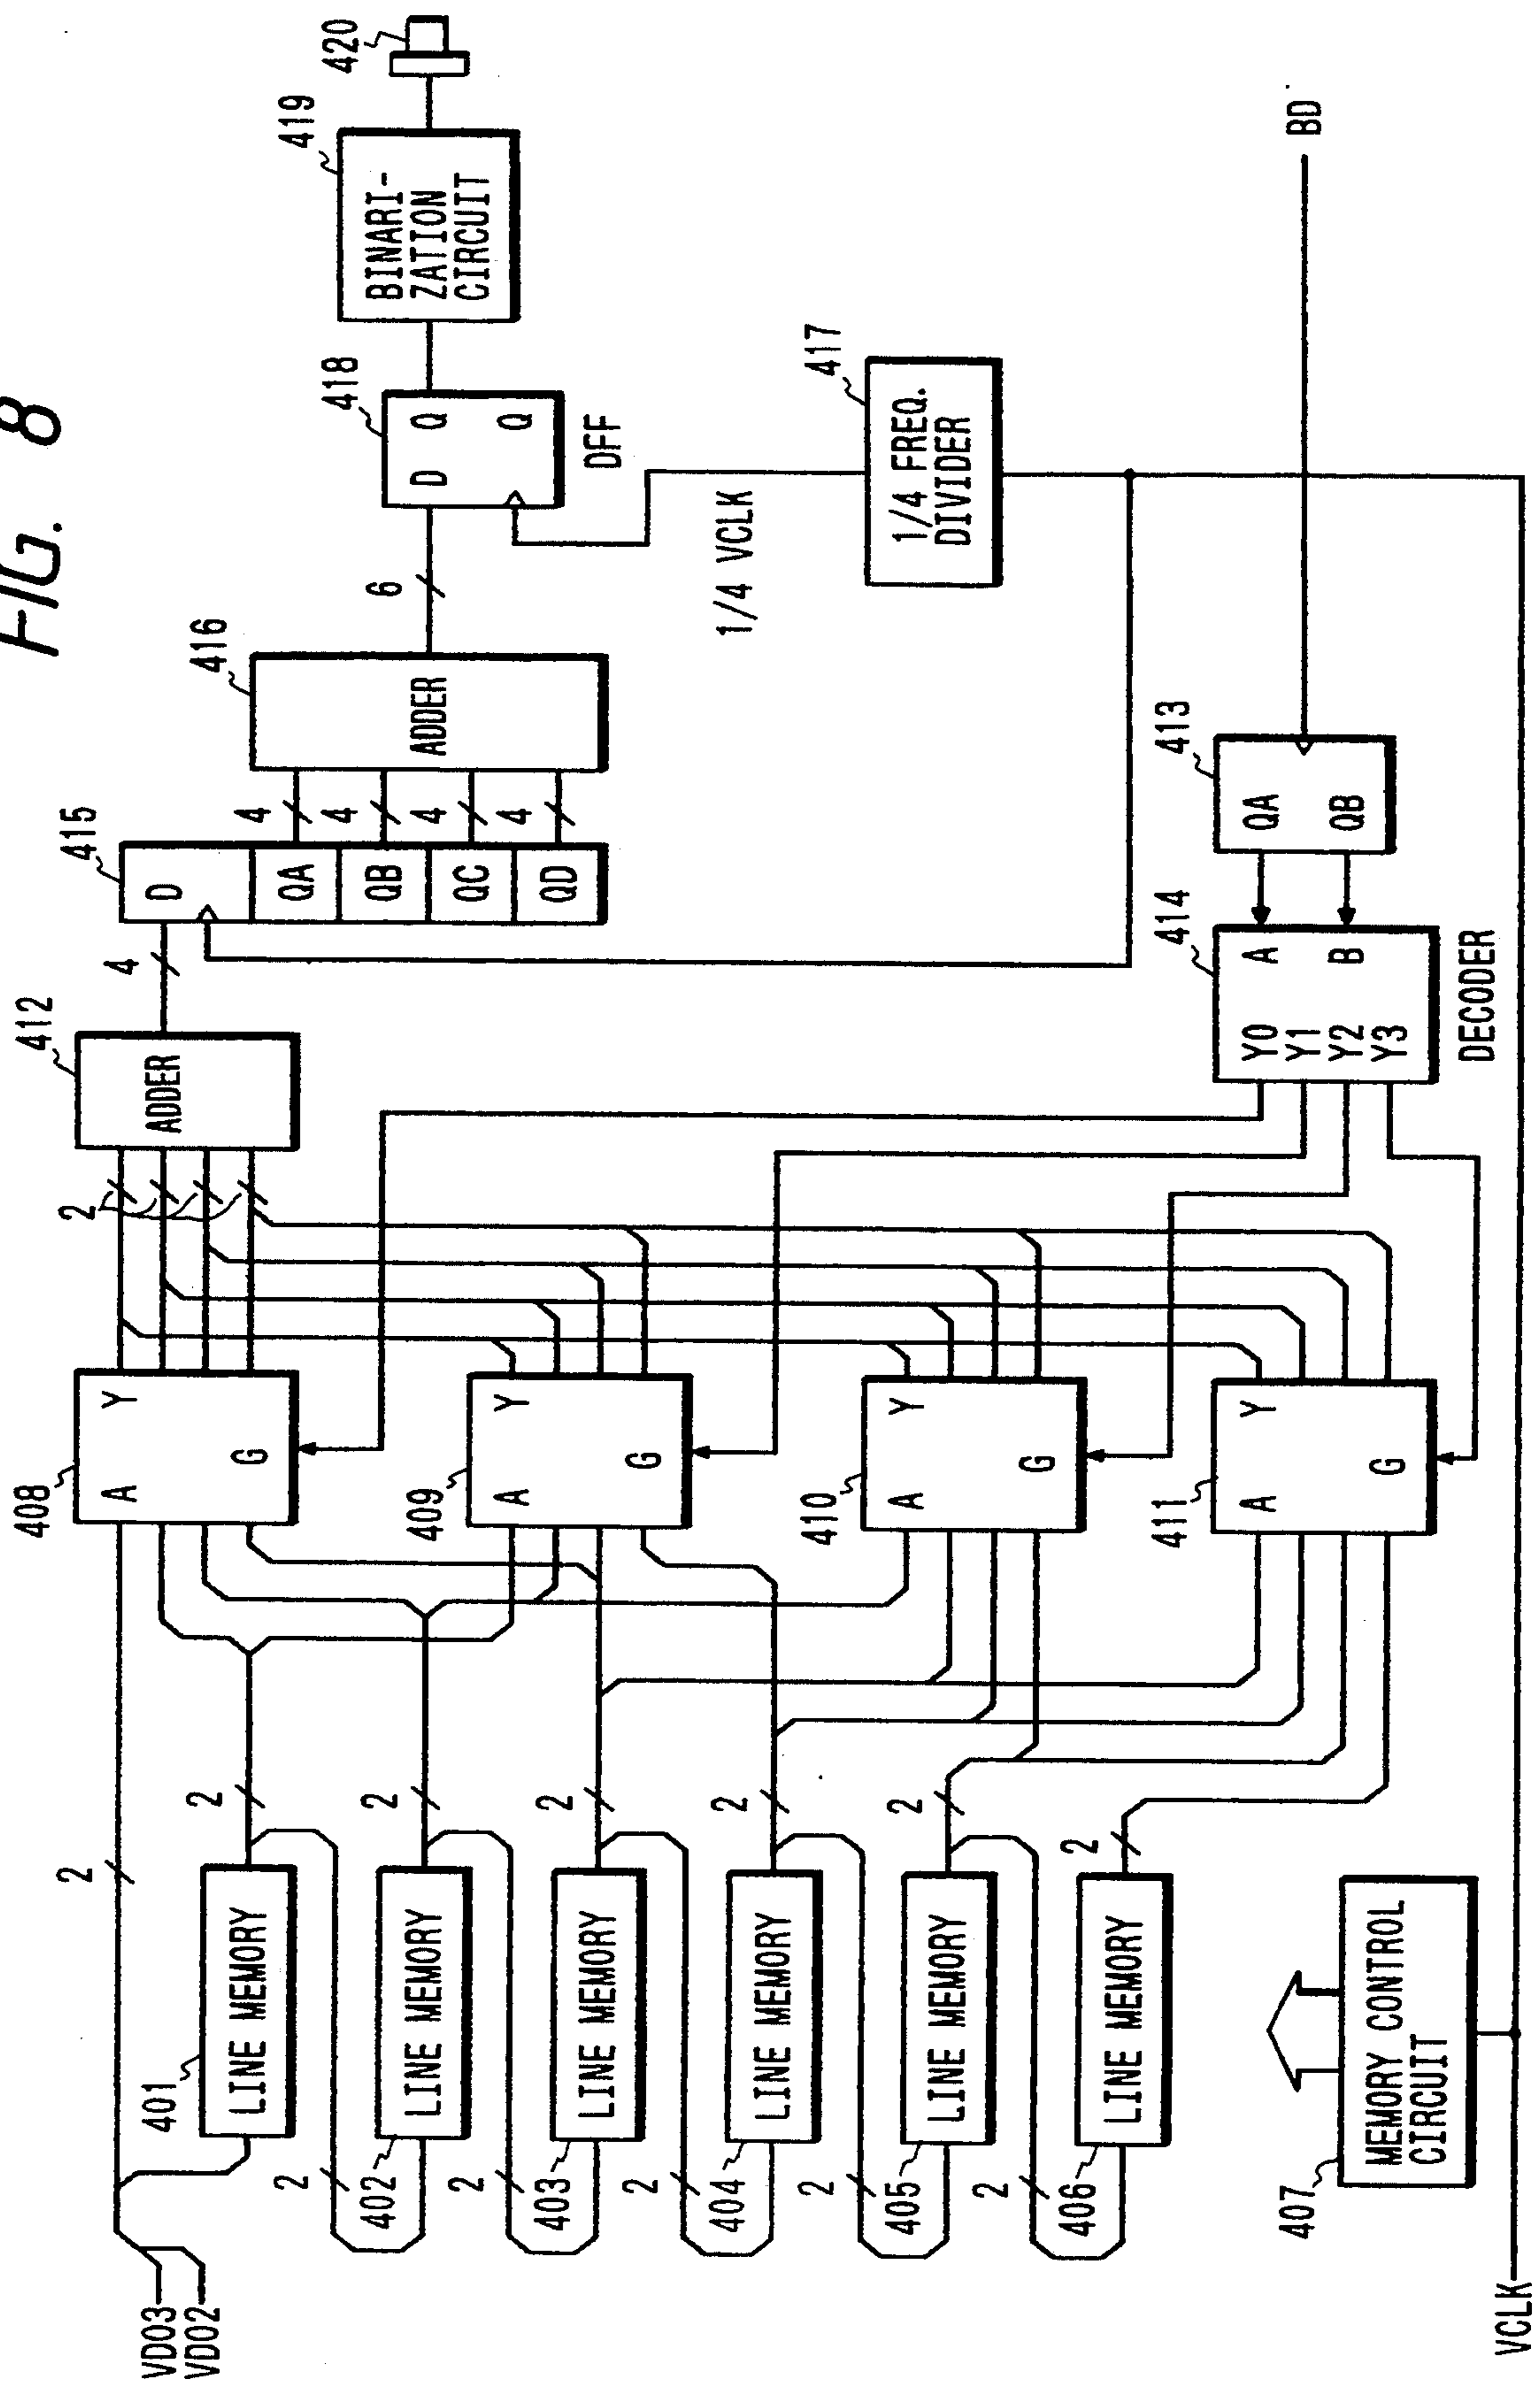 FIG. 8
VDO3
VDO2
2
401
LINE MEMORY
2
2
402
LINE MEMORY
2
2
403
LINE MEMORY
2
2
404
LINE MEMORY
2
2
405
LINE MEMORY
2
2
406
LINE MEMORY
2
407
MEMORY CONTROL
CIRCUIT
VCLK
408
A Y
G
409
A Y
G
410
A Y
G
411
A Y
G
2
412
ADDER
4
415
D
QA
QB
QC
QD
4
4
4
4
416
ADDER
6
418
D Q
Q
DFF
419
BINARI-
ZATION
CIRCUIT
420
1/4 VCLK
417
1/4 FREQ.
DIVIDER
414
Y0 A
Y1
Y2 B
Y3
DECODER
413
QA
QB
BD